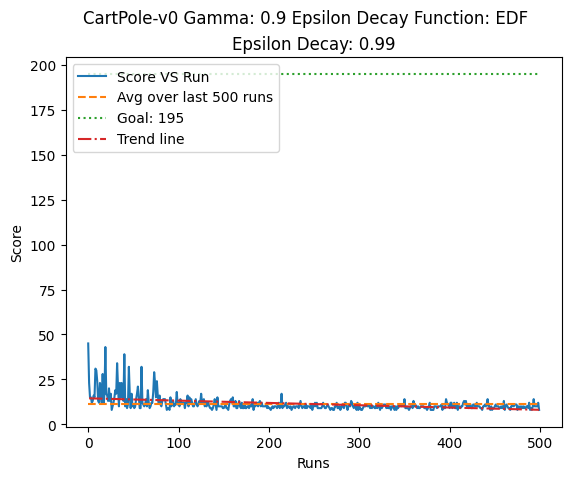 CartPole-v0 Gamma: 0.9 Epsilon Decay Function: EDF
Epsilon Decay: 0.99
200
175
150
125
100
75
50
25
0
Score
Score VS Run
Avg over last 500 runs
Goal: 195
Trend line
0
100
200
300
400
500
Runs